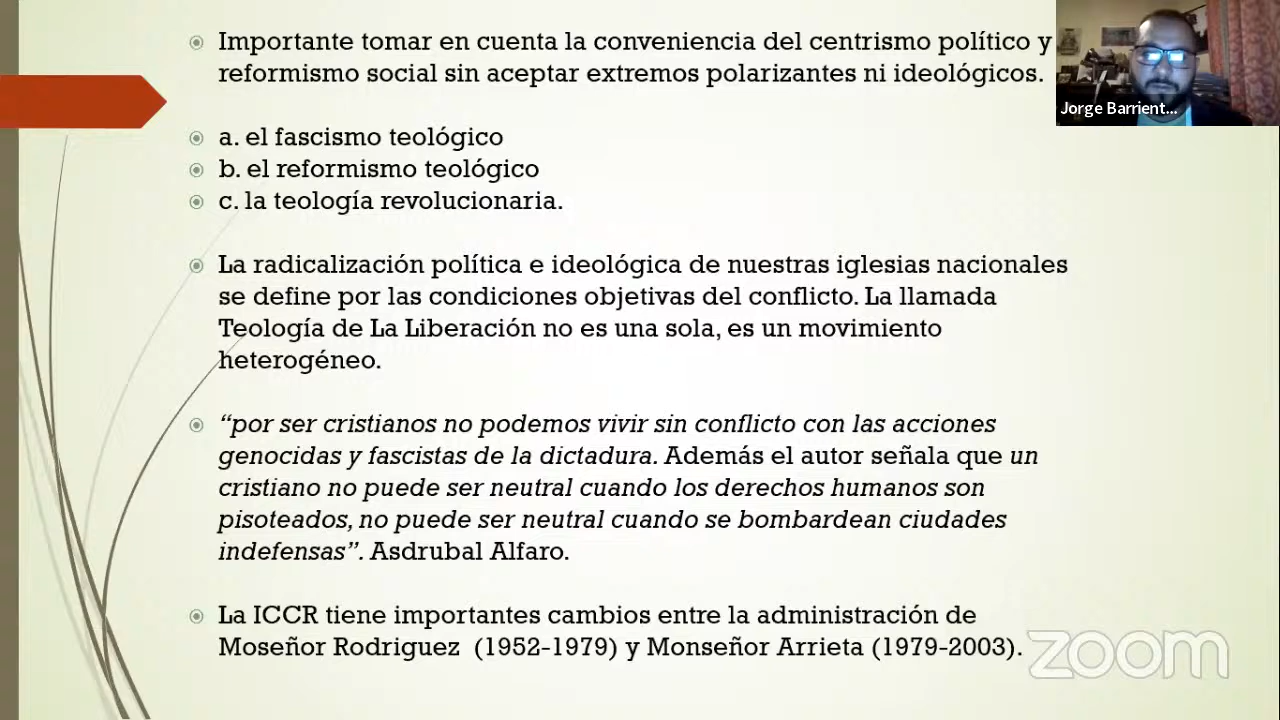 Importante tomar en cuenta la conveniencia del centrismo político y
reformismo social sin aceptar extremos polarizantes ni ideológicos.
a. el fascismo teológico
b. el reformismo teológico
c. la teología revolucionaria.
La radicalización política e ideológica de nuestras iglesias nacionales
se define por las condiciones objetivas del conflicto. La llamada
Teología de La Liberación no es una sola, es un movimiento
heterogéneo.
“por ser cristianos no podemos vivir sin conflicto con las acciones
genocidas y fascistas de la dictadura. Además el autor señala que un
cristiano no puede ser neutral cuando los derechos humanos son
pisoteados, no puede ser neutral cuando se bombardean ciudades
indefensas”. Asdrubal Alfaro.
La ICCR tiene importantes cambios entre la administración de
Moseñor Rodriguez (1952-1979) y Monseñor Arrieta (1979-2003).
Jorge Barrient...
zoom